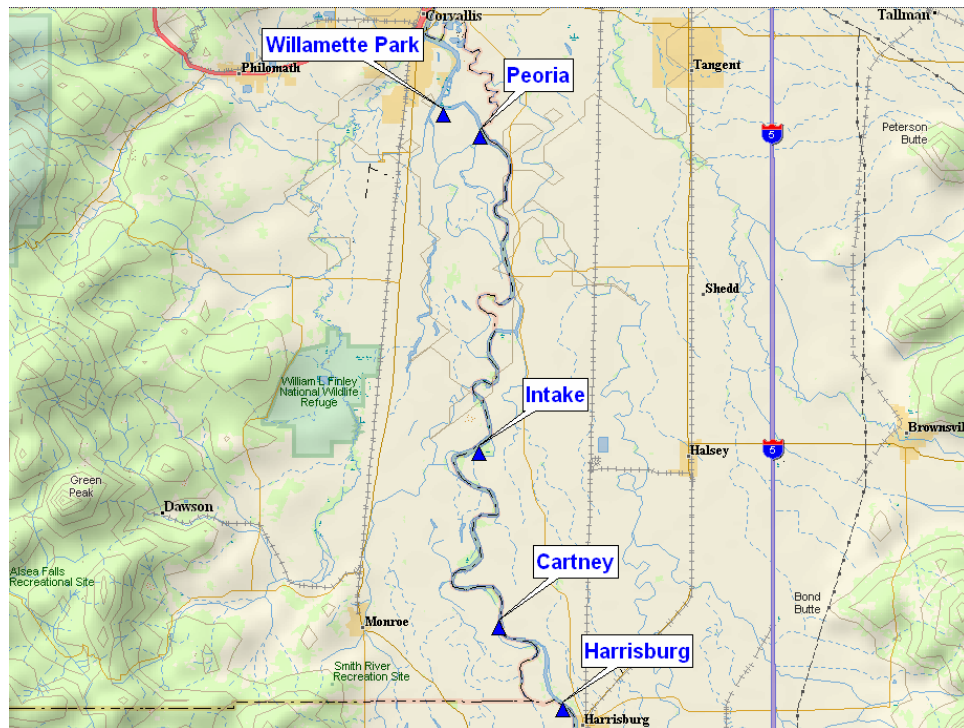 Corvallis
Tallman
Willamette Park
Philomath
Peoria
Tangent
5
Peterson
Butte
Shedd
William L Finley
National Wildlife
Refuge
Intake
Brownsvil
5
Halsey
Green
Peak
Dawson
Cartney
Alsea Falls
Recreational Site
Bond
Butte
Monroe
Harrisburg
Smith River
Recreation Site
Harrisburg